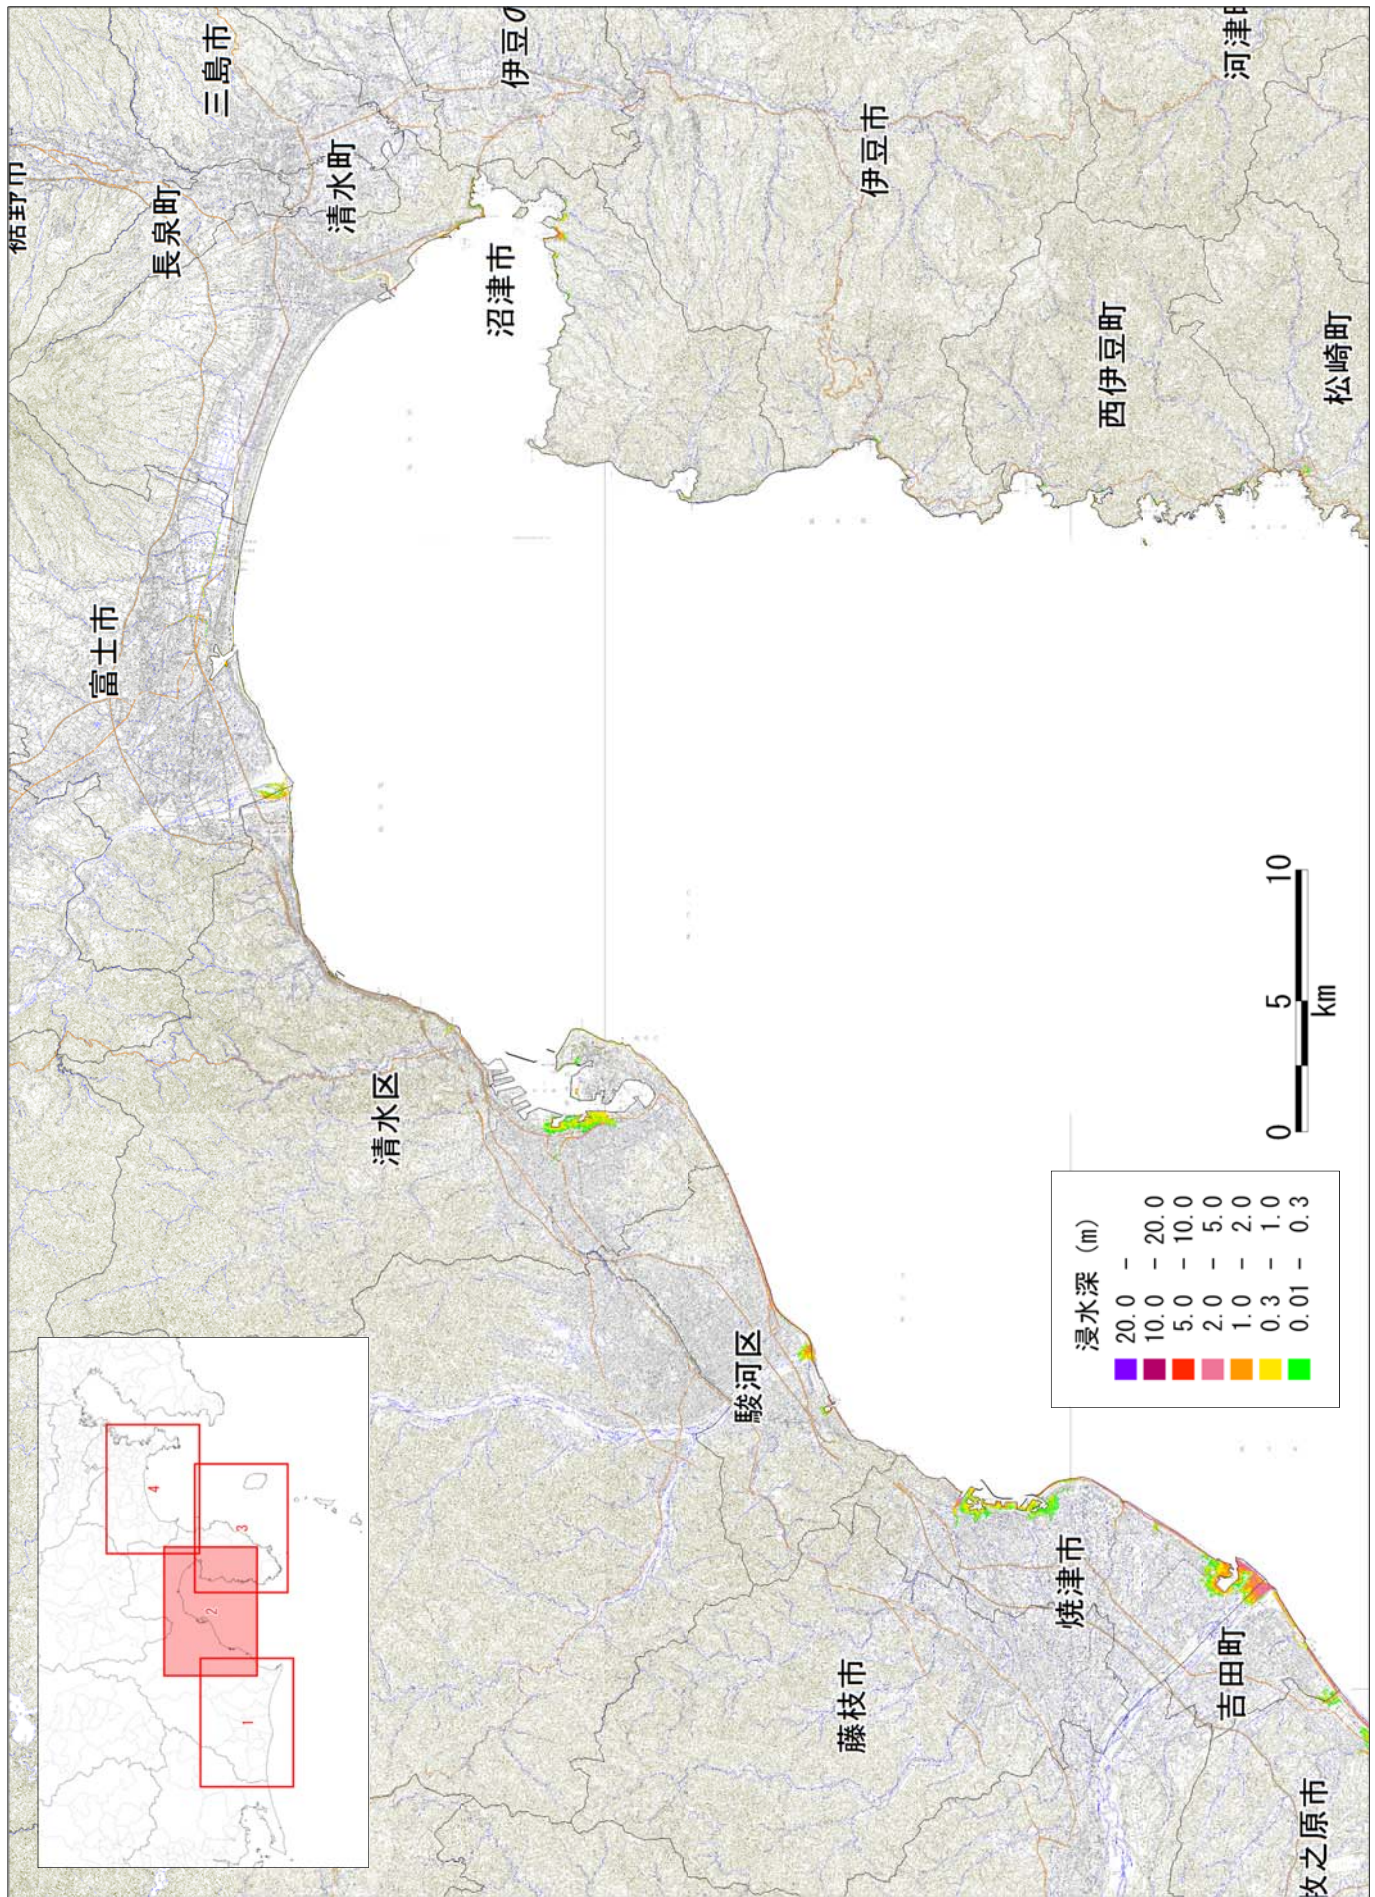 裾野市
三島市
長泉町
清水町
伊豆の
沼津市
伊豆市
河津町
西伊豆町
松崎町
富士市
清水区
駿河区
焼津市
藤枝市
吉田町
牧之原市
0 5 10
km
浸水深 (m)
20.0 -
10.0 - 20.0
5.0 - 10.0
2.0 - 5.0
1.0 - 2.0
0.3 - 1.0
0.01 - 0.3
1
2
3
4